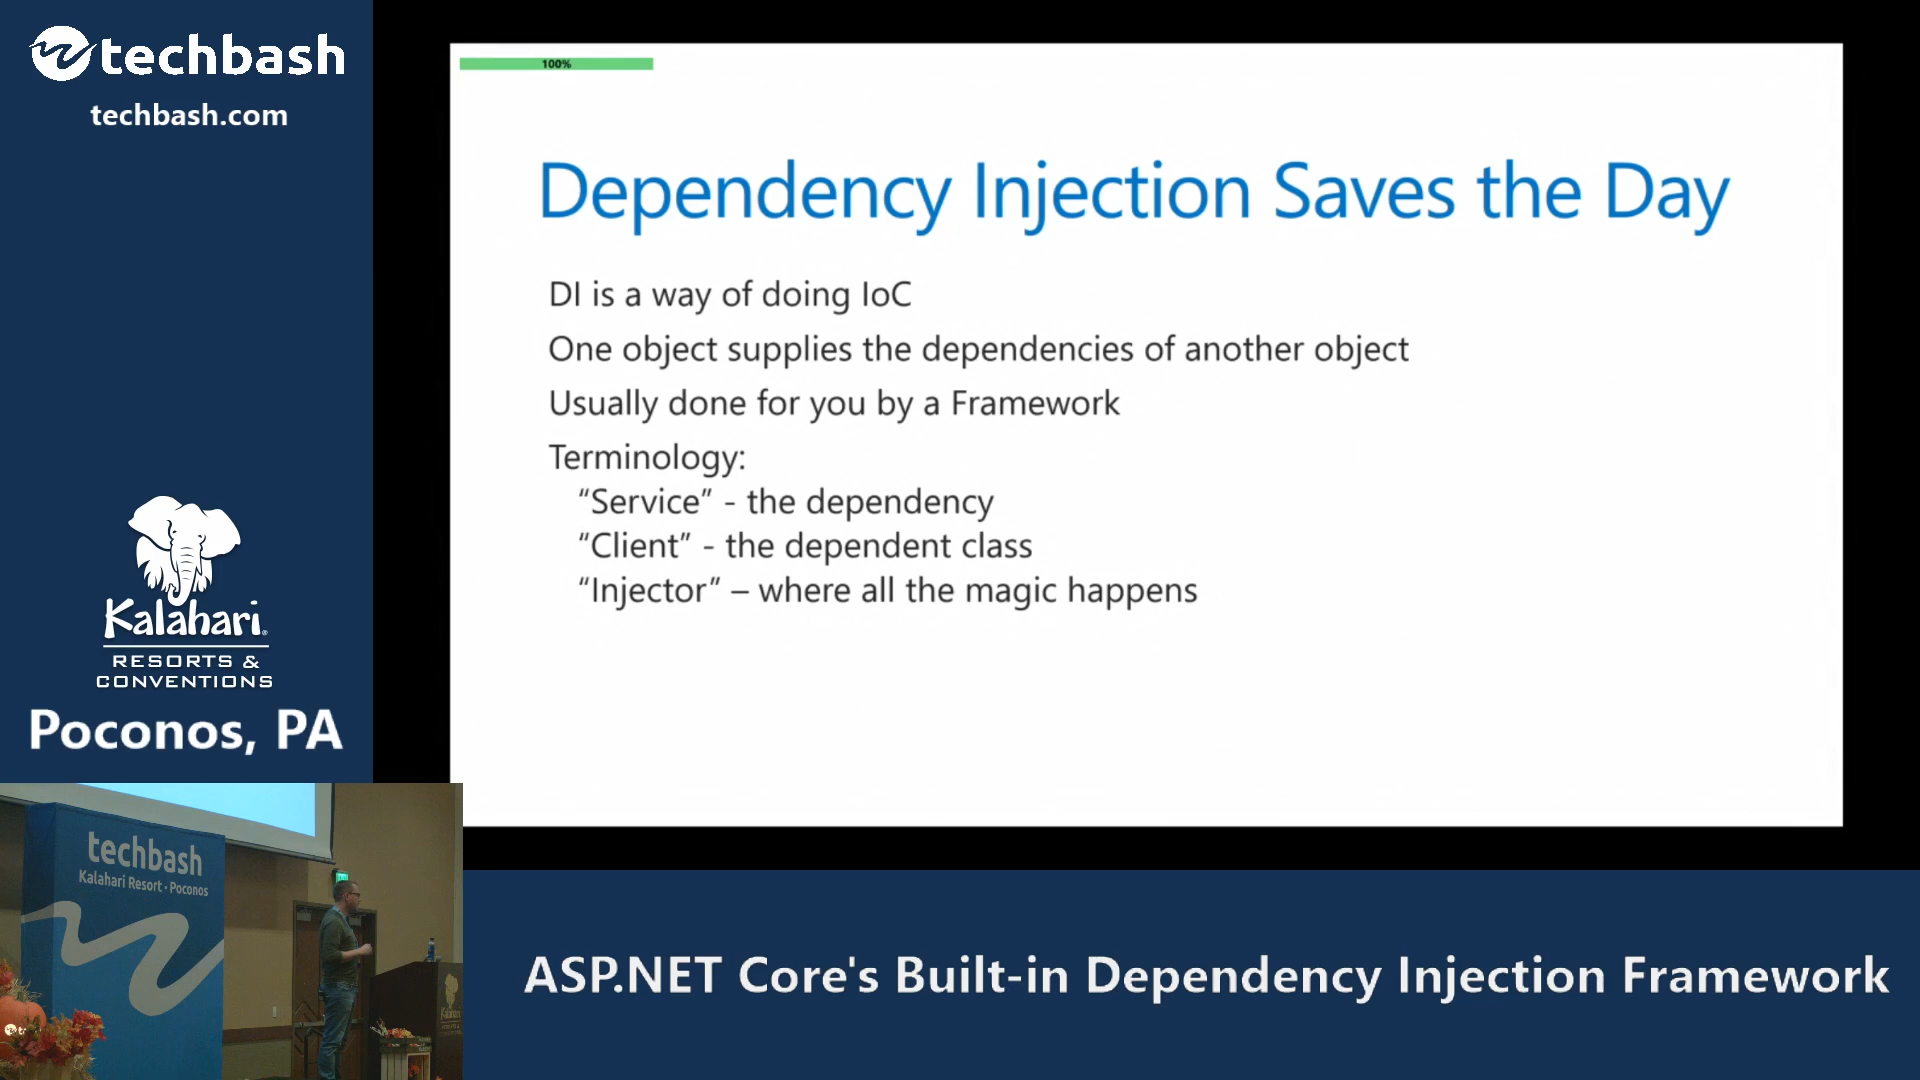 techbash
techbash.com
Kalahari
RESORTS &
CONVENTIONS
Poconos, PA
100%
Dependency Injection Saves the Day
DI is a way of doing IoC
One object supplies the dependencies of another object
Usually done for you by a Framework
Terminology:
“Service” - the dependency
“Client” - the dependent class
“Injector” – where all the magic happens
techbash
Kalahari Resort · Poconos
Kalahari
ASP.NET Core's Built-in Dependency Injection Framework